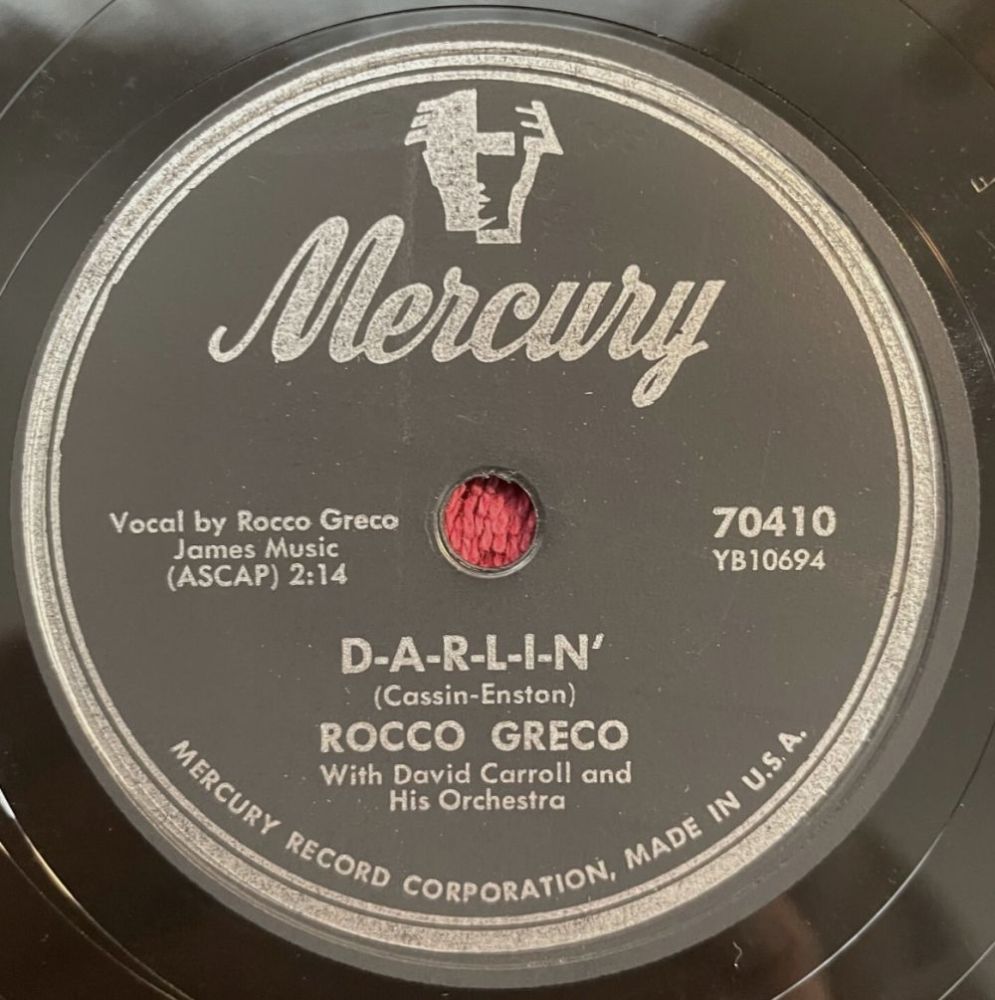 Mercury
Vocal by Rocco Greco
James Music
(ASCAP) 2:14
70410
YB10694
D-A-R-L-I-N'
(Cassin-Enston)
ROCCO GRECO
With David Carroll and
His Orchestra
MERCURY RECORD CORPORATION, MADE IN U.S.A.